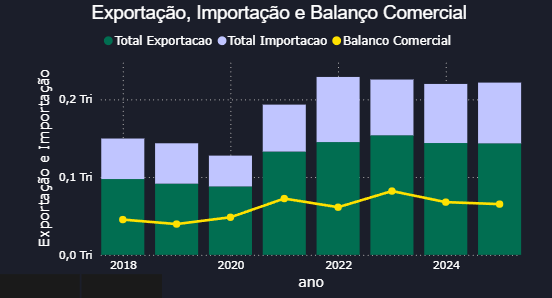 Exportação, Importação e Balanço Comercial
Total Exportacao Total Importacao Balanco Comercial
Exportação e Importação
0,2 Tri
0,1 Tri
0,0 Tri
2018 2020 2022 2024
ano